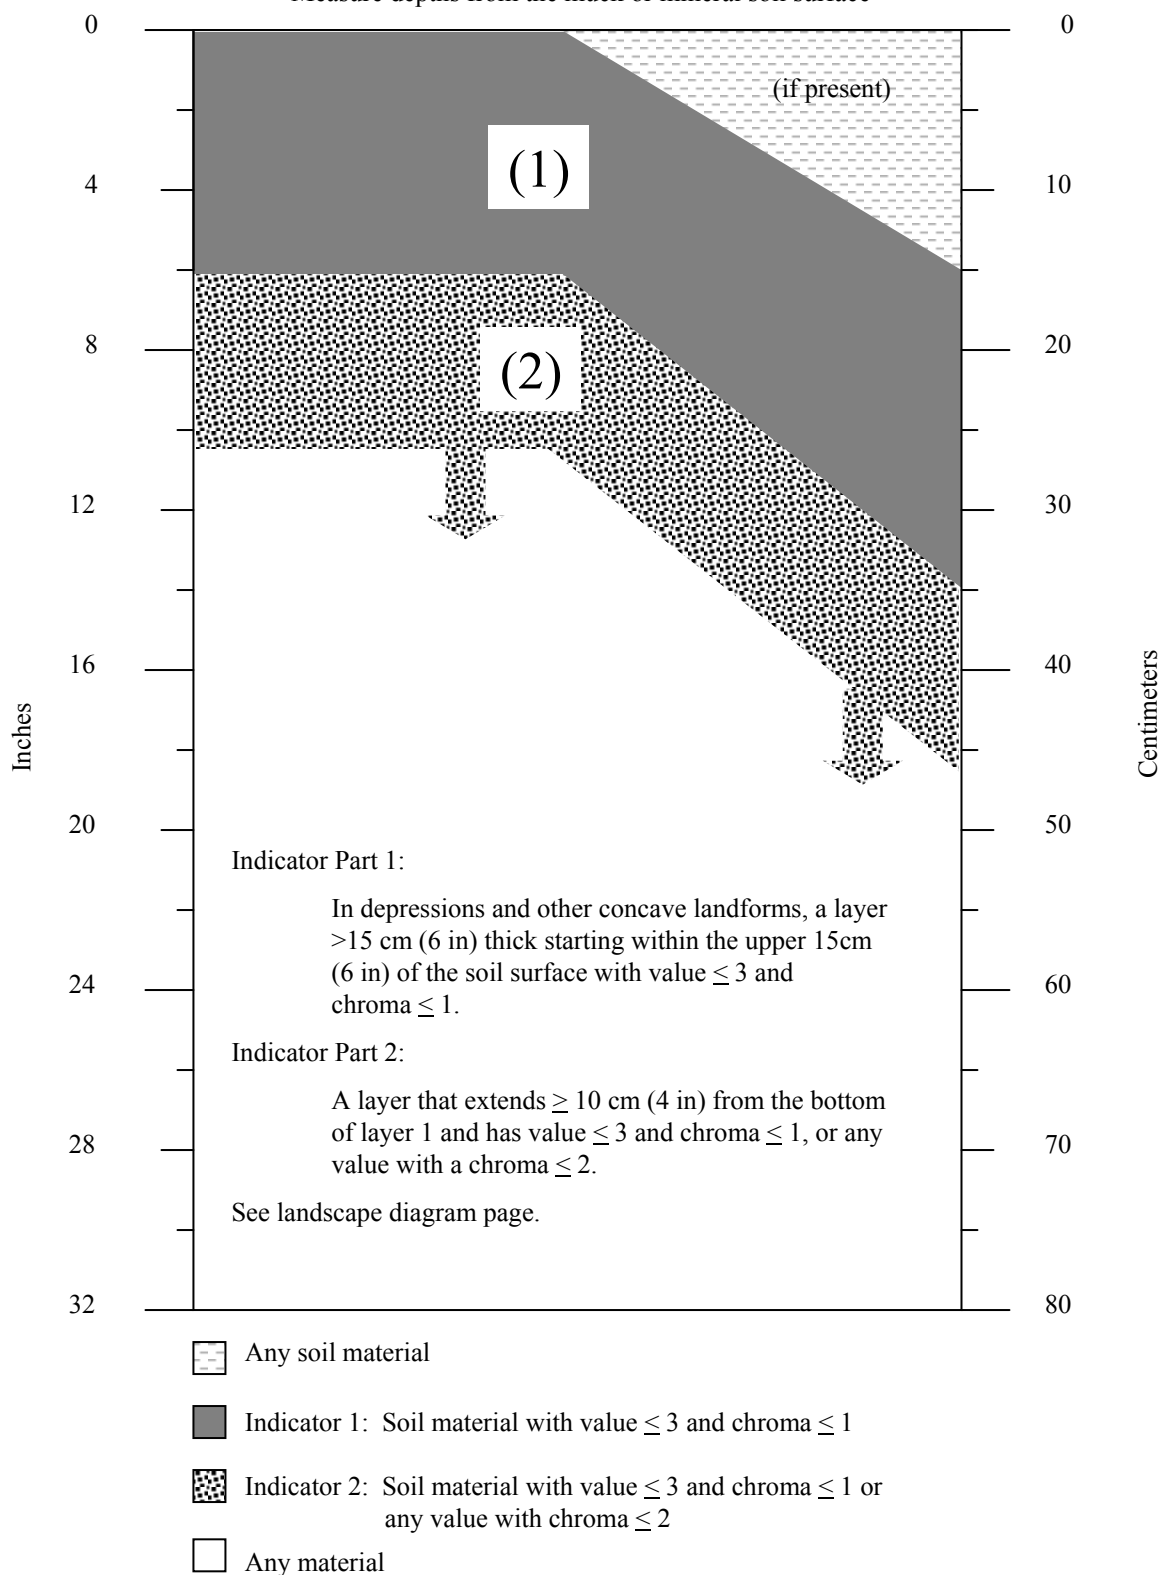 Measure depths from the muck or mineral soil surface
0
0
(if present)
(1)
4
10
8
20
(2)
12
30
16
40
Inches
Centimeters
20
50
Indicator Part 1:
In depressions and other concave landforms, a layer
>15 cm (6 in) thick starting within the upper 15cm
(6 in) of the soil surface with value ≤ 3 and
chroma ≤ 1.
24
60
Indicator Part 2:
A layer that extends ≥ 10 cm (4 in) from the bottom
of layer 1 and has value ≤ 3 and chroma ≤ 1, or any
value with a chroma ≤ 2.
28
70
See landscape diagram page.
32
80
Any soil material
Indicator 1: Soil material with value ≤ 3 and chroma ≤ 1
Indicator 2: Soil material with value ≤ 3 and chroma ≤ 1 or
any value with chroma ≤ 2
Any material